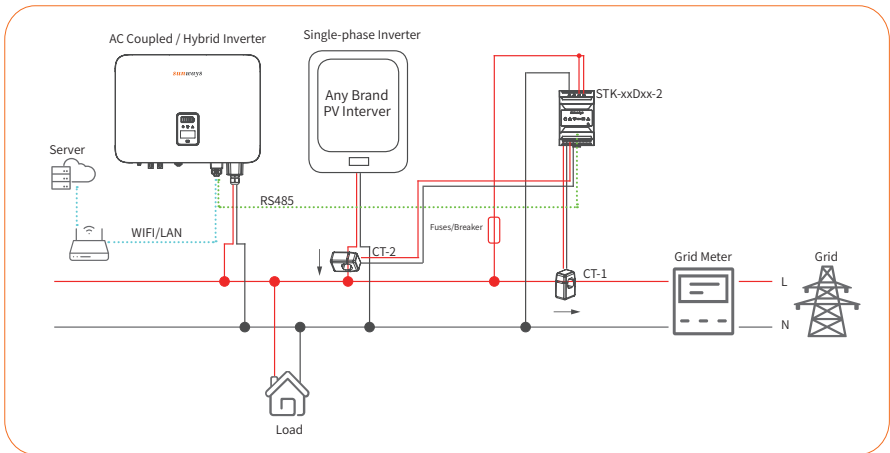 AC Coupled / Hybrid Inverter
Single-phase Inverter
sunways
Any Brand
PV Interver
STK-xxDxx-2
Server
RS485
WIFI/LAN
Fuses/Breaker
CT-2
CT-1
Grid Meter
Grid
L
N
Load